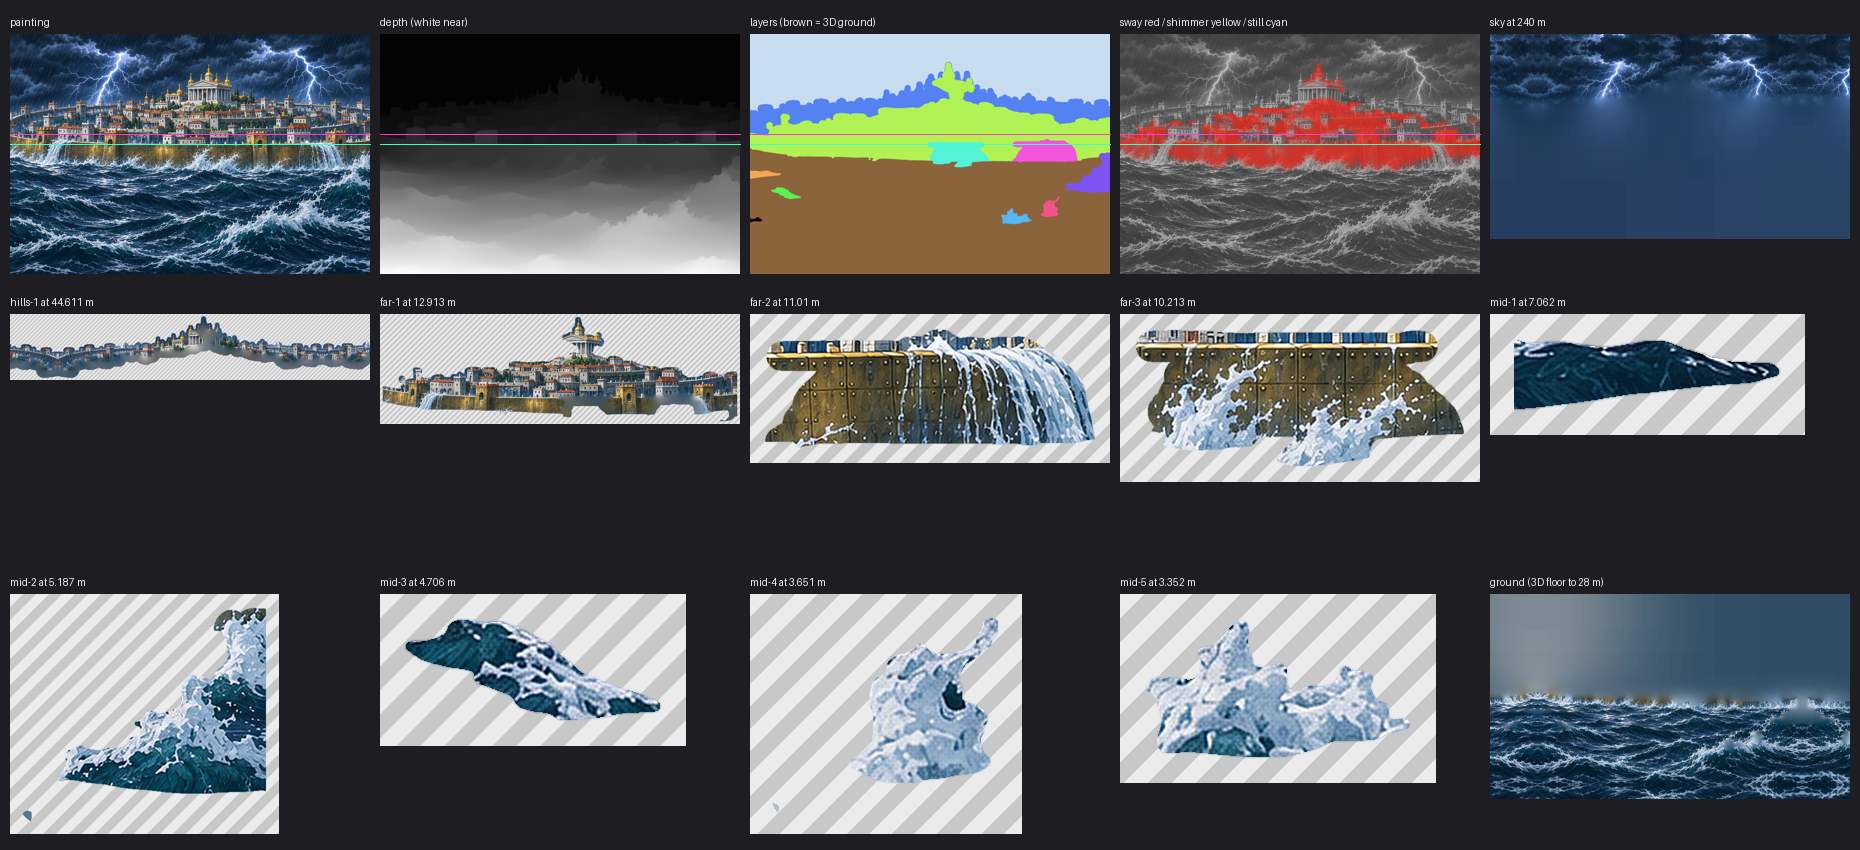 painting
depth (white near)
layers (brown = 3D ground)
sway red / shimmer yellow / still cyan
sky at 240 m
hills-1 at 44.611 m
far-1 at 12.913 m
far-2 at 11.01 m
far-3 at 10.213 m
mid-1 at 7.062 m
mid-2 at 5.187 m
mid-3 at 4.706 m
mid-4 at 3.651 m
mid-5 at 3.352 m
ground (3D floor to 28 m)